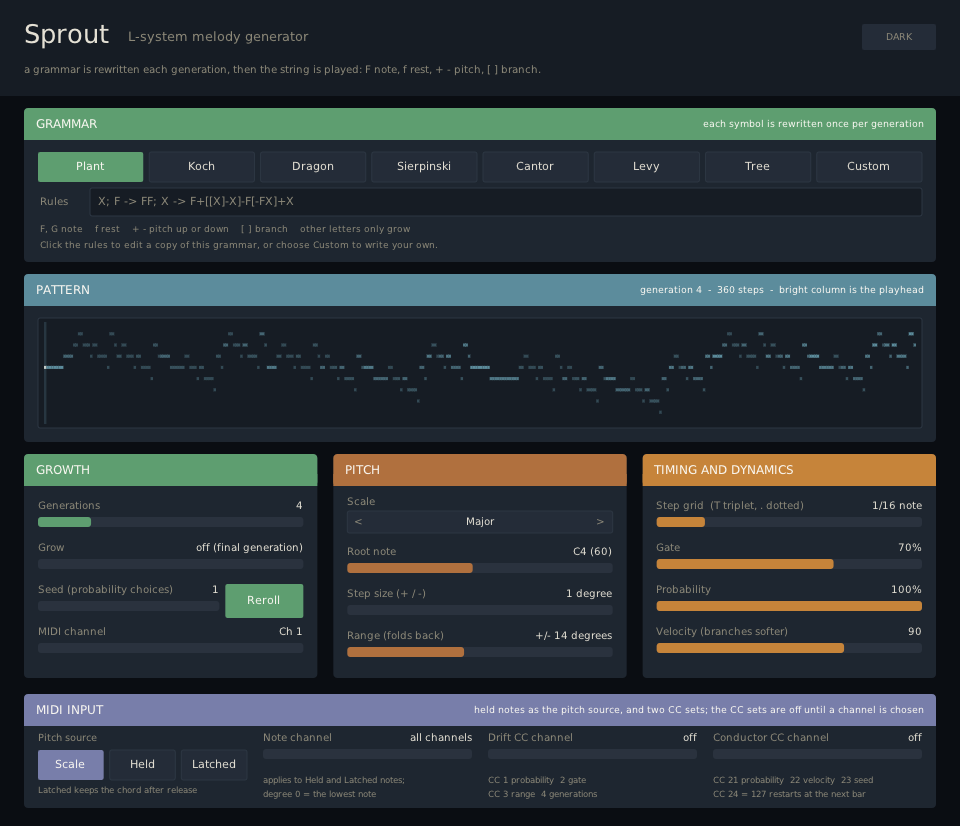 Sprout L-system melody generator DARK
a grammar is rewritten each generation, then the string is played: F note, f rest, + - pitch, [ ] branch.
GRAMMAR each symbol is rewritten once per generation
Plant Koch Dragon Sierpinski Cantor Levy Tree Custom
Rules X; F -> FF; X -> F+[[X]-X]-F[-FX]+X
F, G note f rest + - pitch up or down [ ] branch other letters only grow
Click the rules to edit a copy of this grammar, or choose Custom to write your own.
PATTERN generation 4 - 360 steps - bright column is the playhead
GROWTH
Generations 4
Grow off (final generation)
Seed (probability choices) 1
Reroll
MIDI channel Ch 1
PITCH
Scale
< Major >
Root note C4 (60)
Step size (+ / -) 1 degree
Range (folds back) +/- 14 degrees
TIMING AND DYNAMICS
Step grid (T triplet, . dotted) 1/16 note
Gate 70%
Probability 100%
Velocity (branches softer) 90
MIDI INPUT held notes as the pitch source, and two CC sets; the CC sets are off until a channel is chosen
Pitch source
Scale Held Latched
Latched keeps the chord after release
Note channel all channels
applies to Held and Latched notes;
degree 0 = the lowest note
Drift CC channel off
CC 1 probability 2 gate
CC 3 range 4 generations
Conductor CC channel off
CC 21 probability 22 velocity 23 seed
CC 24 = 127 restarts at the next bar